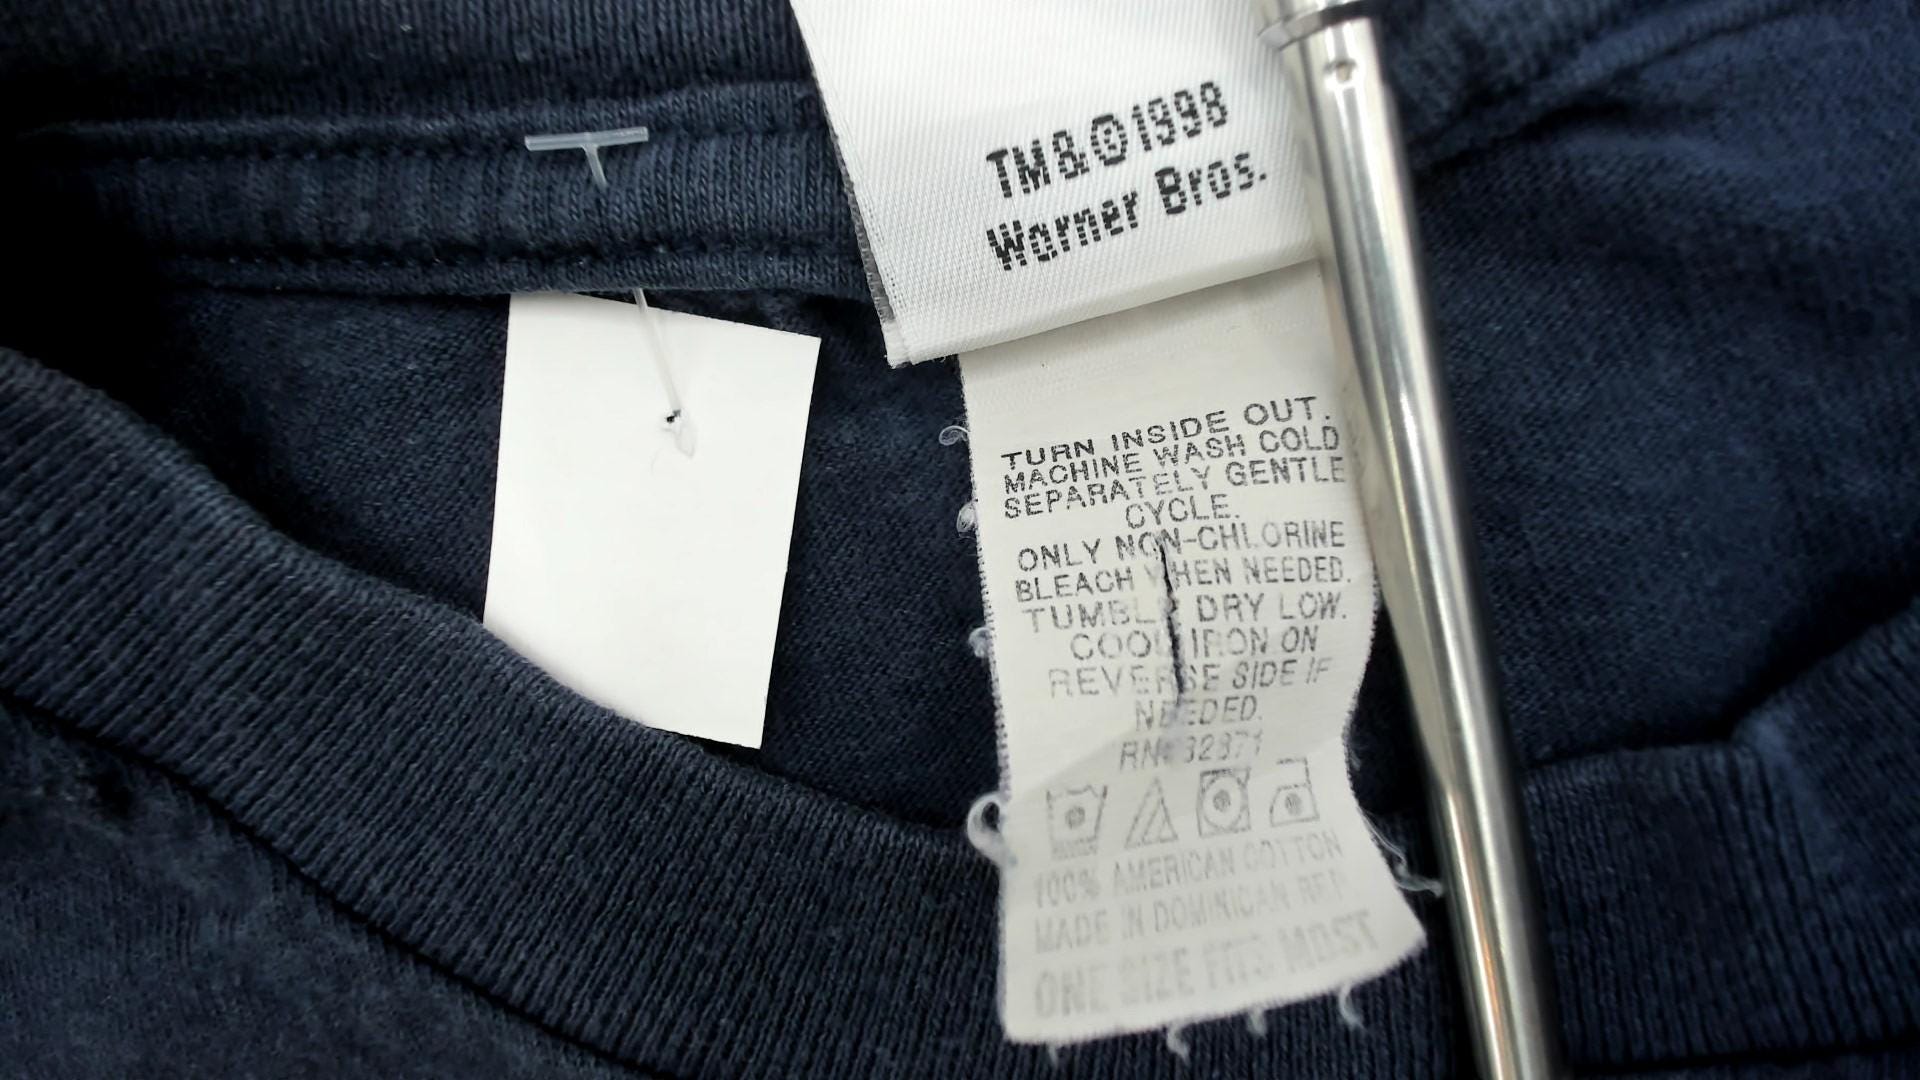 TM&©1998
Warner Bros.
TURN INSIDE OUT.
MACHINE WASH COLD
SEPARATELY GENTLE
CYCLE.
ONLY NON-CHLORINE
BLEACH WHEN NEEDED.
TUMBLE DRY LOW.
COOL IRON ON
REVERSE SIDE IF
NEEDED.
RN# 
100% AMERICAN COTTON
MADE IN DOMINICAN REP
ONE SIZE FITS MOST